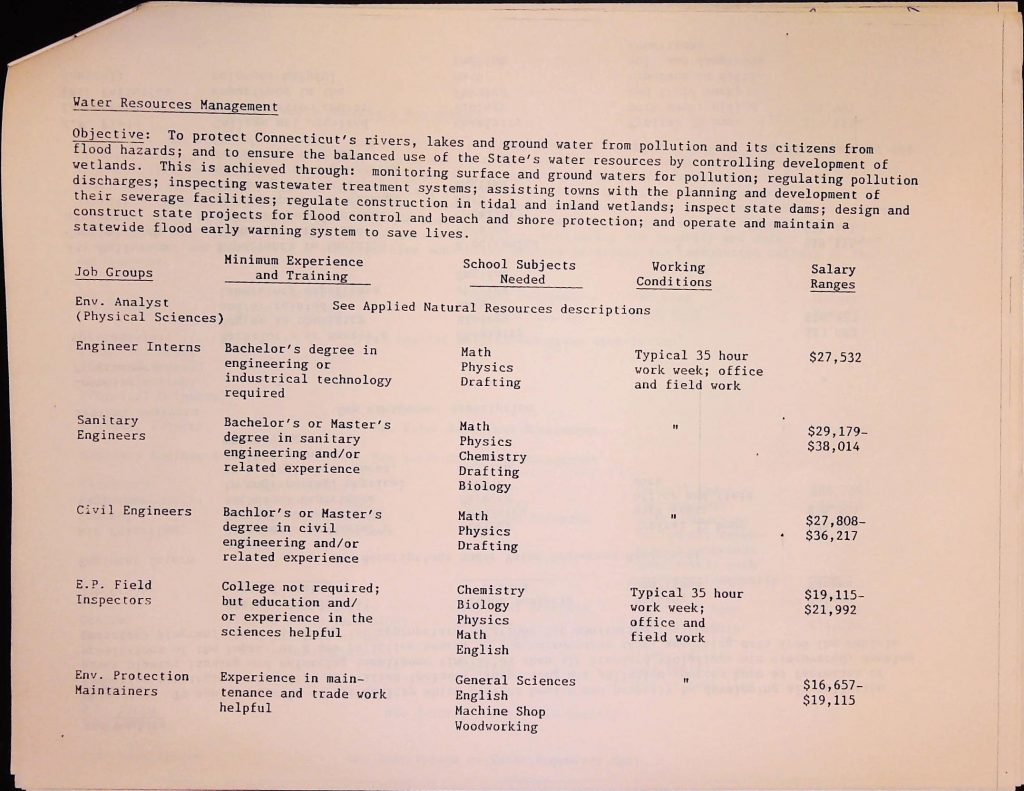 Water Resources Management
Objective: To protect Connecticut's rivers, lakes and ground water from pollution and its citizens from
flood hazards; and to ensure the balanced use of the State's water resources by controlling development of
wetlands. This is achieved through: monitoring surface and ground waters for pollution; regulating pollution
discharges; inspecting wastewater treatment systems; assisting towns with the planning and development of
their sewerage facilities; regulate construction in tidal and inland wetlands; inspect state dams; design and
construct state projects for flood control and beach and shore protection; and operate and maintain a
statewide flood early warning system to save lives.
Job Groups
Minimum Experience
and Training
School Subjects
Needed
Working
Conditions
Salary
Ranges
Env. Analyst
(Physical Sciences)
See Applied Natural Resources descriptions
Engineer Interns
Bachelor's degree in
engineering or
industrical technology
required
Math
Physics
Drafting
Typical 35 hour
work week; office
and field work
$27,532
Sanitary
Engineers
Bachelor's or Master's
degree in sanitary
engineering and/or
related experience
Math
Physics
Chemistry
Drafting
Biology
"
$29,179-
$38,014
Civil Engineers
Bachlor's or Master's
degree in civil
engineering and/or
related experience
Math
Physics
Drafting
"
$27,808-
$36,217
E.P. Field
Inspectors
College not required;
but education and/
or experience in the
sciences helpful
Chemistry
Biology
Physics
Math
English
Typical 35 hour
work week;
office and
field work
$19,115-
$21,992
Env. Protection
Maintainers
Experience in main-
tenance and trade work
helpful
General Sciences
English
Machine Shop
Woodworking
"
$16,657-
$19,115